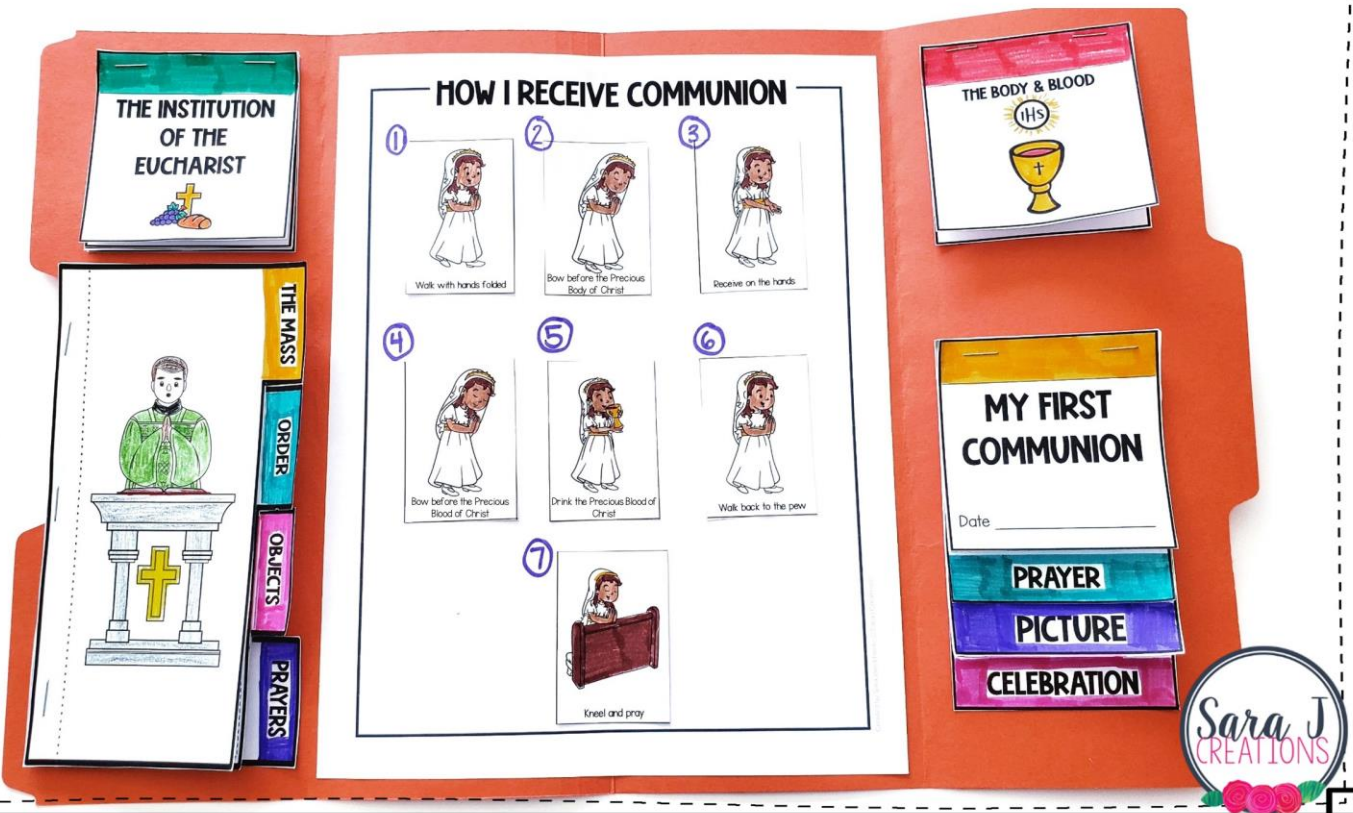 THE INSTITUTION
OF THE
EUCHARIST
THE MASS
ORDER
OBJECTS
PRAYERS
HOW I RECEIVE COMMUNION
1
2
3
Walk with hands folded
Bow before the Precious
Body of Christ
Receive on the hands
4
5
6
Bow before the Precious
Blood of Christ
Drink the Precious Blood of
Christ
Walk back to the pew
7
Kneel and pray
THE BODY & BLOOD
IHS
MY FIRST
COMMUNION
Date
PRAYER
PICTURE
CELEBRATION
Sara J
CREATIONS